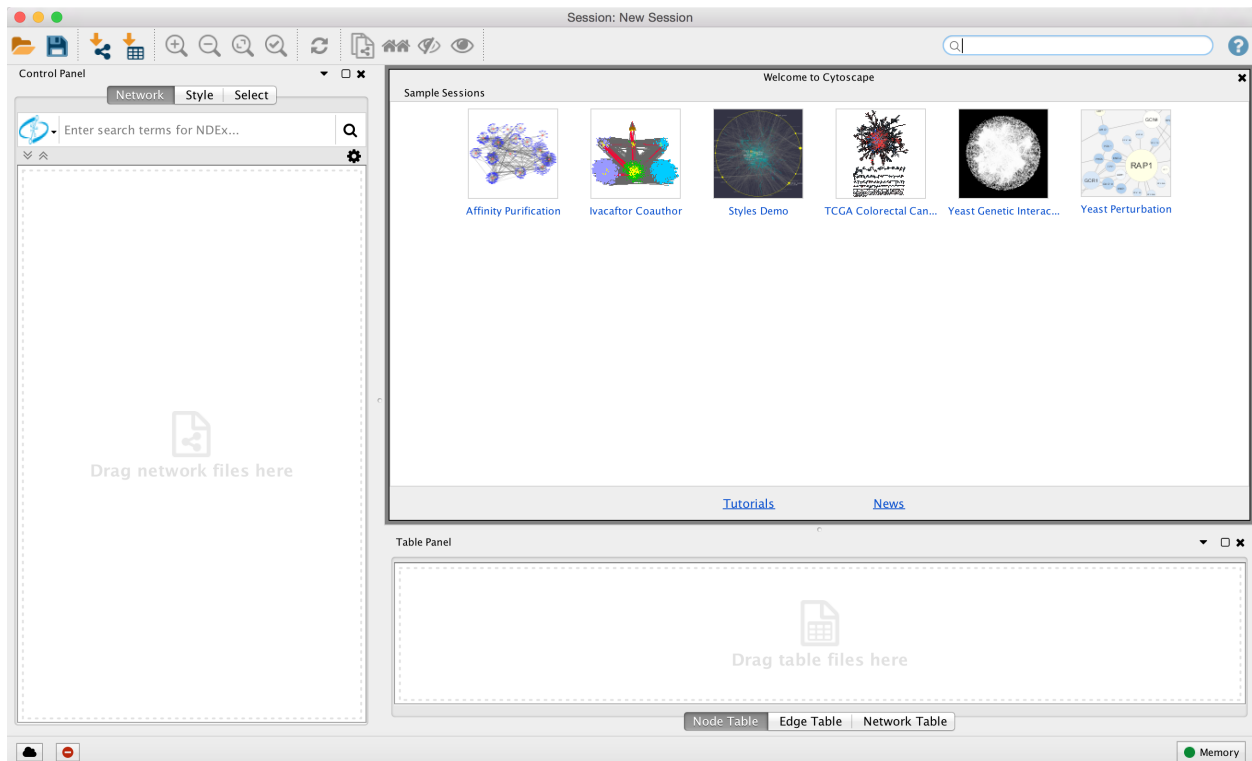 Session: New Session
Control Panel
Network Style Select
Enter search terms for NDEx...
Drag network files here
Welcome to Cytoscape
Sample Sessions
RAP1
Affinity Purification
Ivacaftor Coauthor
Styles Demo
TCGA Colorectal Can...
Yeast Genetic Interac...
Yeast Perturbation
Tutorials
News
Table Panel
Drag table files here
Node Table Edge Table Network Table
Memory